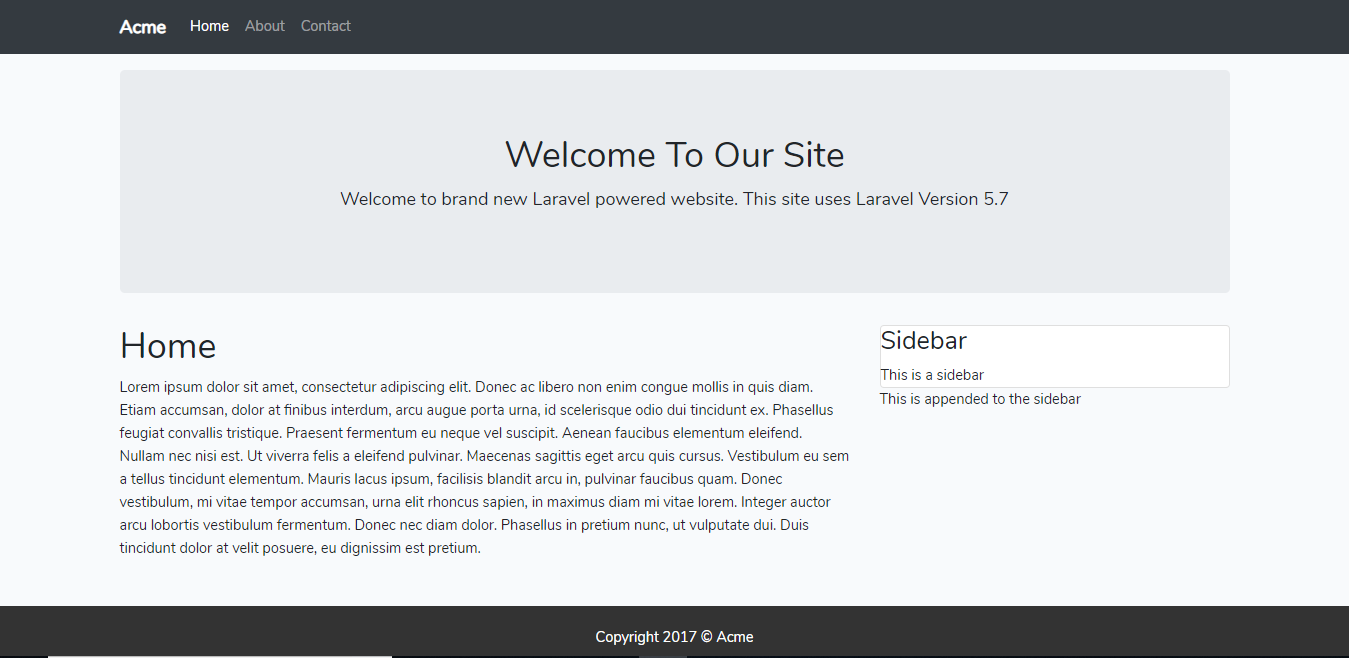 Acme Home About Contact
Welcome To Our Site
Welcome to brand new Laravel powered website. This site uses Laravel Version 5.7
Home
Lorem ipsum dolor sit amet, consectetur adipiscing elit. Donec ac libero non enim congue mollis in quis diam.
Etiam accumsan, dolor at finibus interdum, arcu augue porta urna, id scelerisque odio dui tincidunt ex. Phasellus
feugiat convallis tristique. Praesent fermentum eu neque vel suscipit. Aenean faucibus elementum eleifend.
Nullam nec nisi est. Ut viverra felis a eleifend pulvinar. Maecenas sagittis eget arcu quis cursus. Vestibulum eu sem
a tellus tincidunt elementum. Mauris lacus ipsum, facilisis blandit arcu in, pulvinar faucibus quam. Donec
vestibulum, mi vitae tempor accumsan, urna elit rhoncus sapien, in maximus diam mi vitae lorem. Integer auctor
arcu lobortis vestibulum fermentum. Donec nec diam dolor. Phasellus in pretium nunc, ut vulputate dui. Duis
tincidunt dolor at velit posuere, eu dignissim est pretium.
Sidebar
This is a sidebar
This is appended to the sidebar
Copyright 2017 © Acme